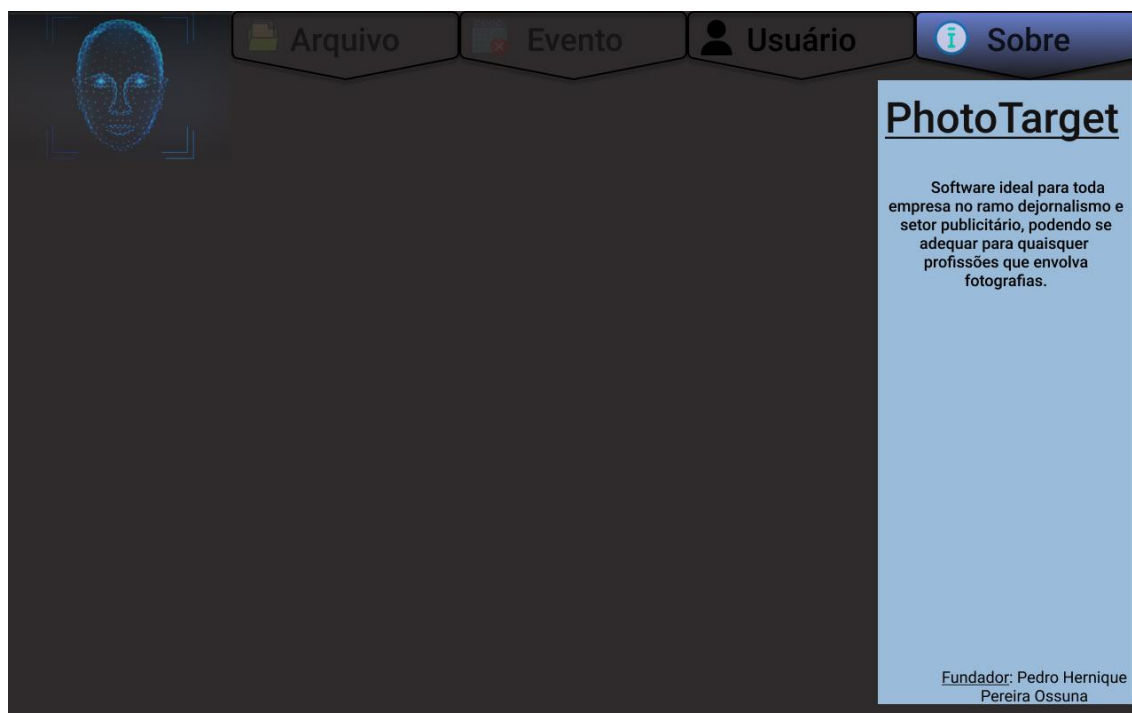 Arquivo
Evento
Usuário
Sobre
PhotoTarget
Software ideal para toda
empresa no ramo dejornalismo e
setor publicitário, podendo se
adequar para quaisquer
profissões que envolva
fotografias.
Fundador: Pedro Hernique
Pereira Ossuna